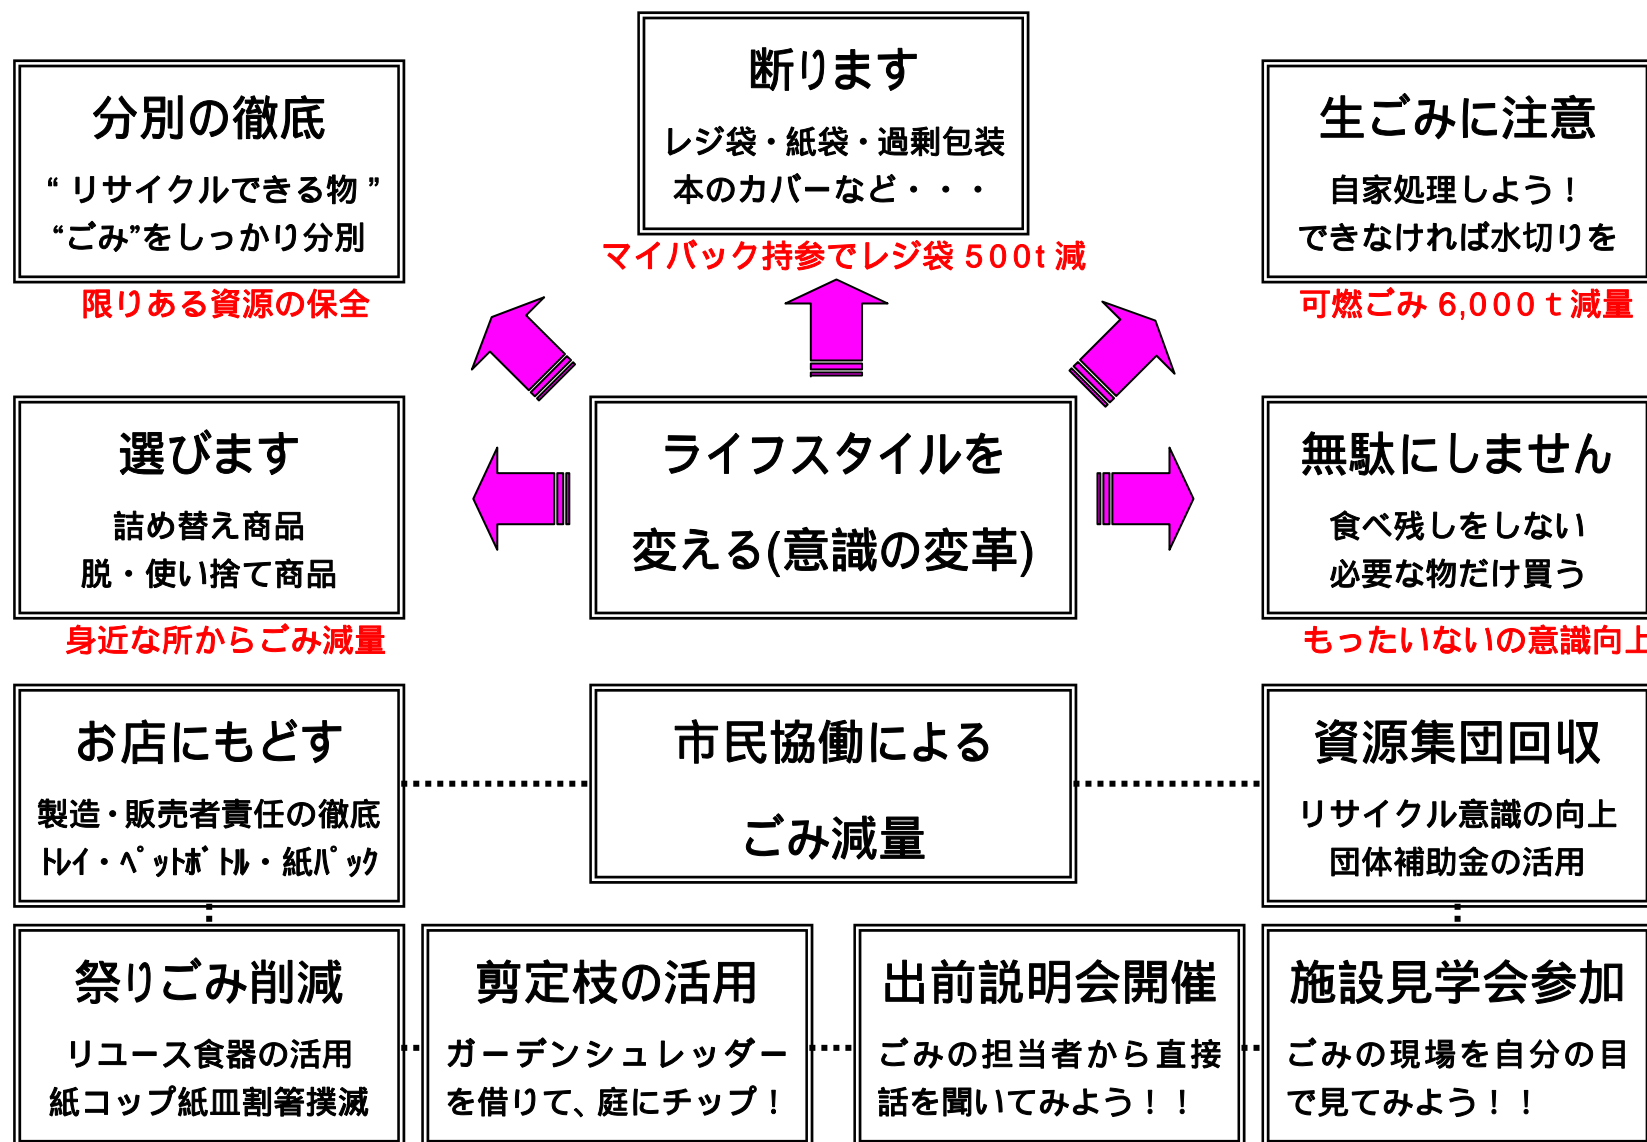 断ります
レジ袋・紙袋・過剰包装
本のカバーなど・・・
マイバック持参でレジ袋 500t 減
分別の徹底
“ リサイクルできる物 ”
“ごみ”をしっかり分別
限りある資源の保全
生ごみに注意
自家処理しよう！
できなければ水切りを
可燃ごみ 6,000 t 減量
選びます
詰め替え商品
脱・使い捨て商品
身近な所からごみ減量
ライフスタイルを
変える(意識の変革)
無駄にしません
食べ残しをしない
必要な物だけ買う
もったいないの意識向上
お店にもどす
製造・販売者責任の徹底
ﾄﾚｲ・ﾍﾟｯﾄﾎﾞﾄﾙ・紙ﾊﾟｯｸ
市民協働による
ごみ減量
資源集団回収
リサイクル意識の向上
団体補助金の活用
祭りごみ削減
リユース食器の活用
紙コップ紙皿割箸撲滅
剪定枝の活用
ガーデンシュレッダー
を借りて、庭にチップ！
出前説明会開催
ごみの担当者から直接
話を聞いてみよう！！
施設見学会参加
ごみの現場を自分の目
で見てみよう！！